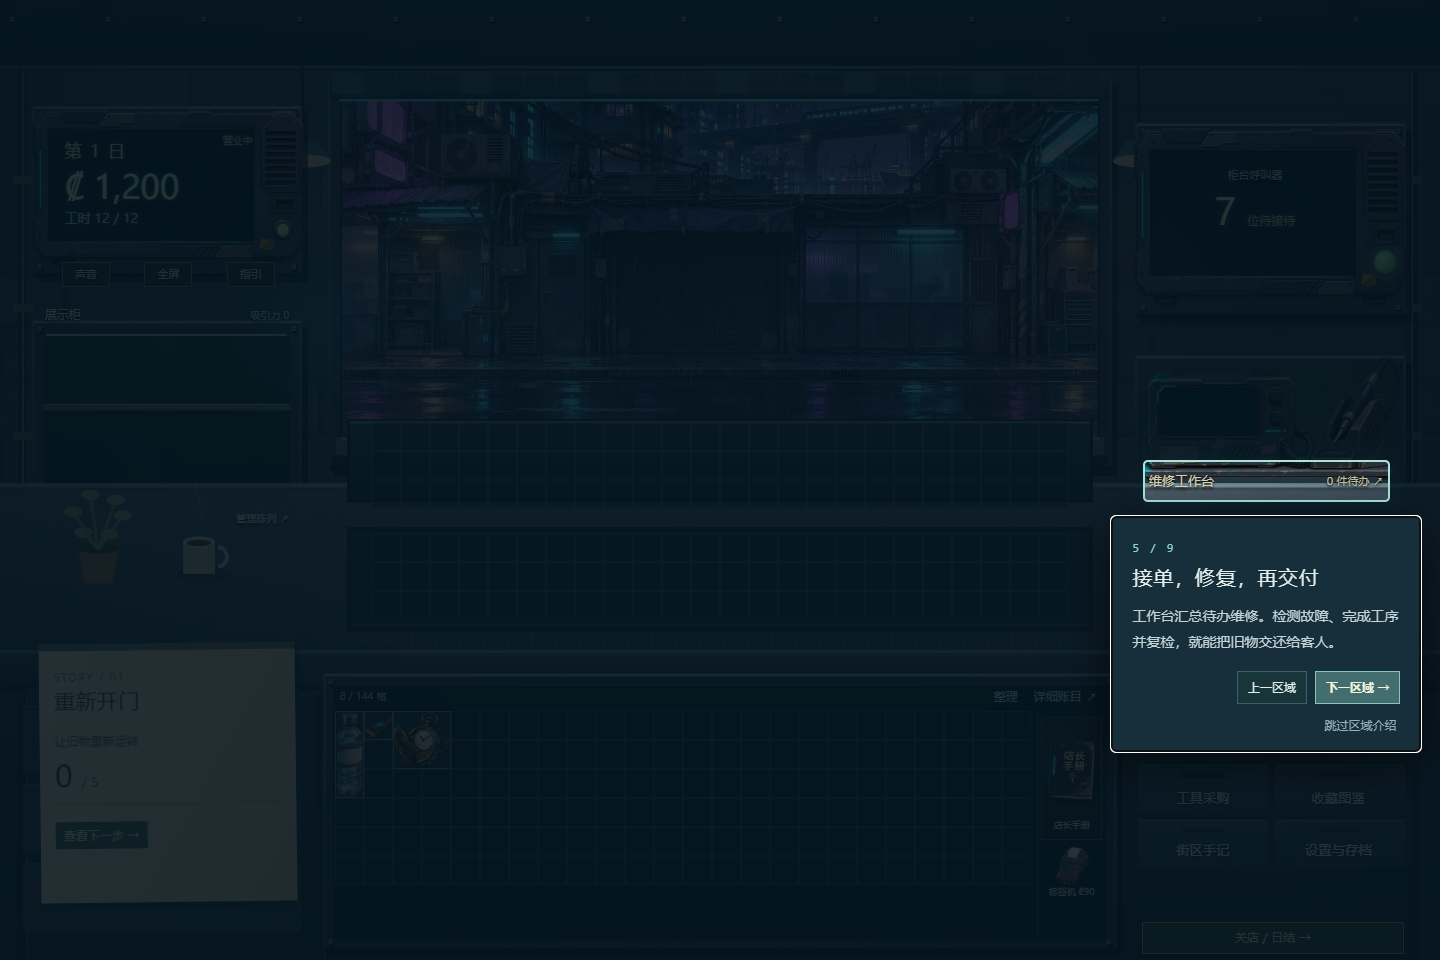 第 1 日
营业中
₡ 1,200
工时 12 / 12
声音
全屏
指引
展示柜
吸引力 0
柜台呼叫器
7 位待接待
维修工作台
0 件待办 ↗
管理陈列 ↗
5 / 9
接单，修复，再交付
工作台汇总待办维修。检测故障、完成工序
并复检，就能把旧物交还给客人。
上一区域
下一区域 →
跳过区域介绍
STORY / 01
重新开门
让旧物重新运转
0 / 5
查看下一步 →
8 / 144 格
整理
详细账目 ↗
店长
手册
店长手册
标签机 ₡90
工具采购
收藏图鉴
街区手记
设置与存档
关店 / 日结 →